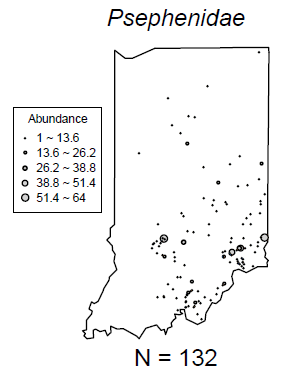 Psephenidae
Abundance
1 ~ 13.6
13.6 ~ 26.2
26.2 ~ 38.8
38.8 ~ 51.4
51.4 ~ 64
N = 132